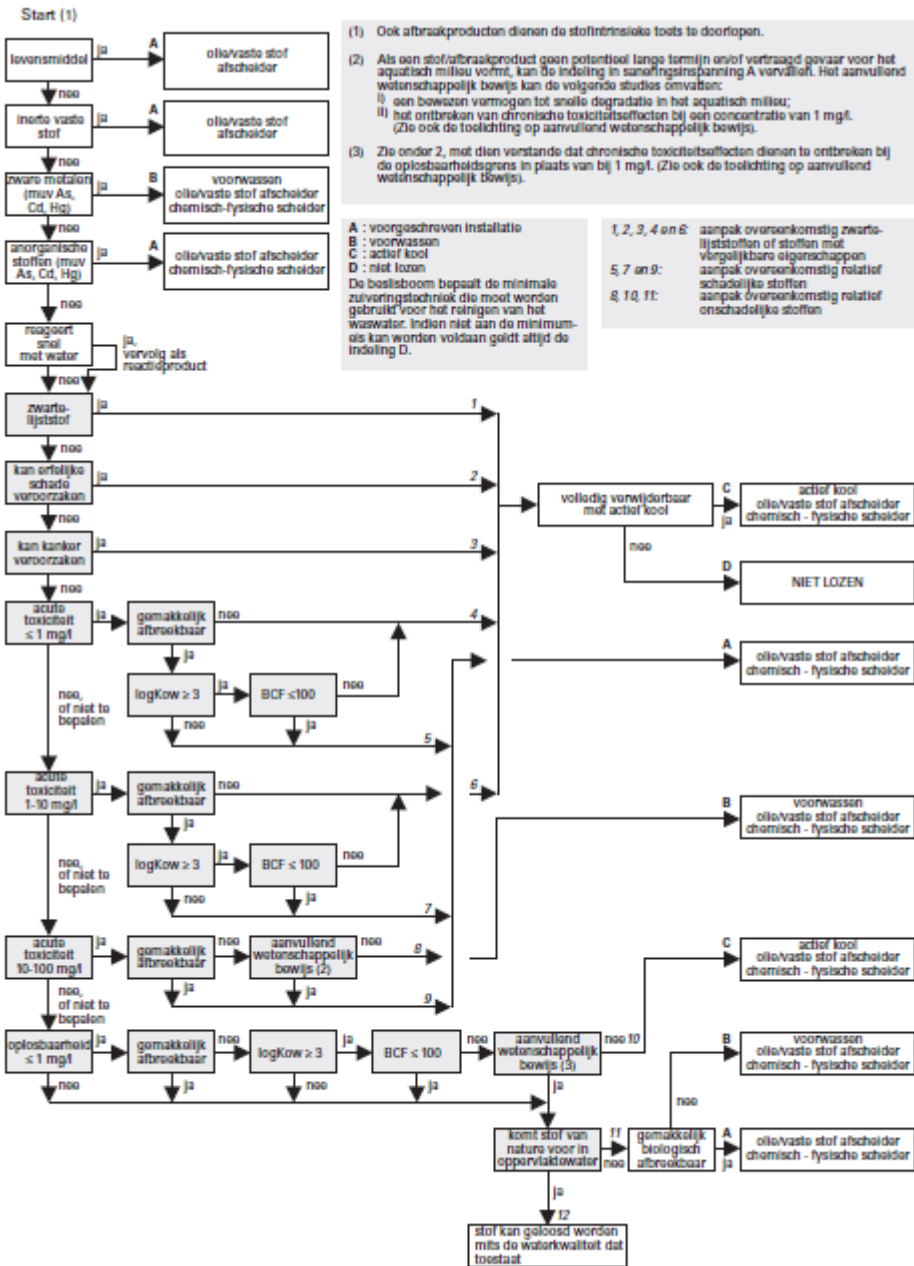 Start (1)
levensmiddel
ja
A
olie/vaste stof
afscheider
nee
inerte vaste
stof
ja
A
olie/vaste stof
afscheider
nee
zware metalen
(muv As,
Cd, Hg)
ja
B
voorwassen
olie/vaste stof afscheider
chemisch-fysische scheider
nee
anorganische
stoffen (muv
As, Cd, Hg)
ja
A
olie/vaste stof afscheider
chemisch-fysische scheider
nee
reageert
snel
met water
ja,
vervolg als
reactieproduct
nee
(1) Ook afbraakproducten dienen de stofintrinsieke toets te doorlopen.
(2) Als een stof/afbraakproduct geen potentieel lange termijn en/of vertraagd gevaar voor het
aquatisch milieu vormt, kan de indeling in saneringsinspanning A vervallen. Het aanvullend
wetenschappelijk bewijs kan de volgende studies omvatten:
i) een bewezen vermogen tot snelle degradatie in het aquatisch milieu;
ii) het ontbreken van chronische toxiciteitseffecten bij een concentratie van 1 mg/l.
(Zie ook de toelichting op aanvullend wetenschappelijk bewijs).
(3) Zie onder 2, met dien verstande dat chronische toxiciteitseffecten dienen te ontbreken bij
de oplosbaarheidsgrens in plaats van bij 1 mg/l. (Zie ook de toelichting op aanvullend
wetenschappelijk bewijs).
A : voorgeschreven installatie
B : voorwassen
C : actief kool
D : niet lozen
De beslisboom bepaalt de minimale
zuiveringstechniek die moet worden
gebruikt voor het reinigen van het
waswater. Indien niet aan de minimum-
eis kan worden voldaan geldt altijd de
indeling D.
1, 2, 3, 4 en 6: aanpak overeenkomstig zwarte-
lijststoffen of stoffen met
vergelijkbare eigenschappen
5, 7 en 9: aanpak overeenkomstig relatief
schadelijke stoffen
8, 10, 11: aanpak overeenkomstig relatief
onschadelijke stoffen
zwarte-
lijststof
ja
1
nee
kan erfelijke
schade
veroorzaken
ja
2
nee
kan kanker
veroorzaken
ja
3
nee
volledig verwijderbaar
met actief kool
C
ja
actief kool
olie/vaste stof afscheider
chemisch - fysische scheider
nee
D
NIET LOZEN
acute
toxiciteit
≤ 1 mg/l
ja
gemakkelijk
afbreekbaar
nee
4
ja
logKow ≥ 3
ja
BCF ≤100
nee
nee
ja
5
A
olie/vaste stof afscheider
chemisch - fysische scheider
nee,
of niet te
bepalen
acute
toxiciteit
1-10 mg/l
ja
gemakkelijk
afbreekbaar
nee
6
ja
logKow ≥ 3
ja
BCF ≤ 100
nee
nee
ja
7
B
voorwassen
olie/vaste stof afscheider
chemisch - fysische scheider
nee,
of niet te
bepalen
acute
toxiciteit
10-100 mg/l
ja
gemakkelijk
afbreekbaar
nee
aanvullend
wetenschappelijk
bewijs (2)
nee
8
ja
ja
9
C
actief kool
olie/vaste stof afscheider
chemisch - fysische scheider
nee,
of niet te
bepalen
oplosbaarheid
≤ 1 mg/l
ja
gemakkelijk
afbreekbaar
nee
logKow ≥ 3
ja
BCF ≤ 100
nee
aanvullend
wetenschappelijk
bewijs (3)
nee 10
nee
ja
nee
ja
ja
B
voorwassen
olie/vaste stof afscheider
chemisch - fysische scheider
nee
komt stof van
nature voor in
oppervlaktewater
11
nee
gemakkelijk
biologisch
afbreekbaar
A
ja
olie/vaste stof afscheider
chemisch - fysische scheider
ja
12
stof kan geloosd worden
mits de waterkwaliteit dat
toestaat